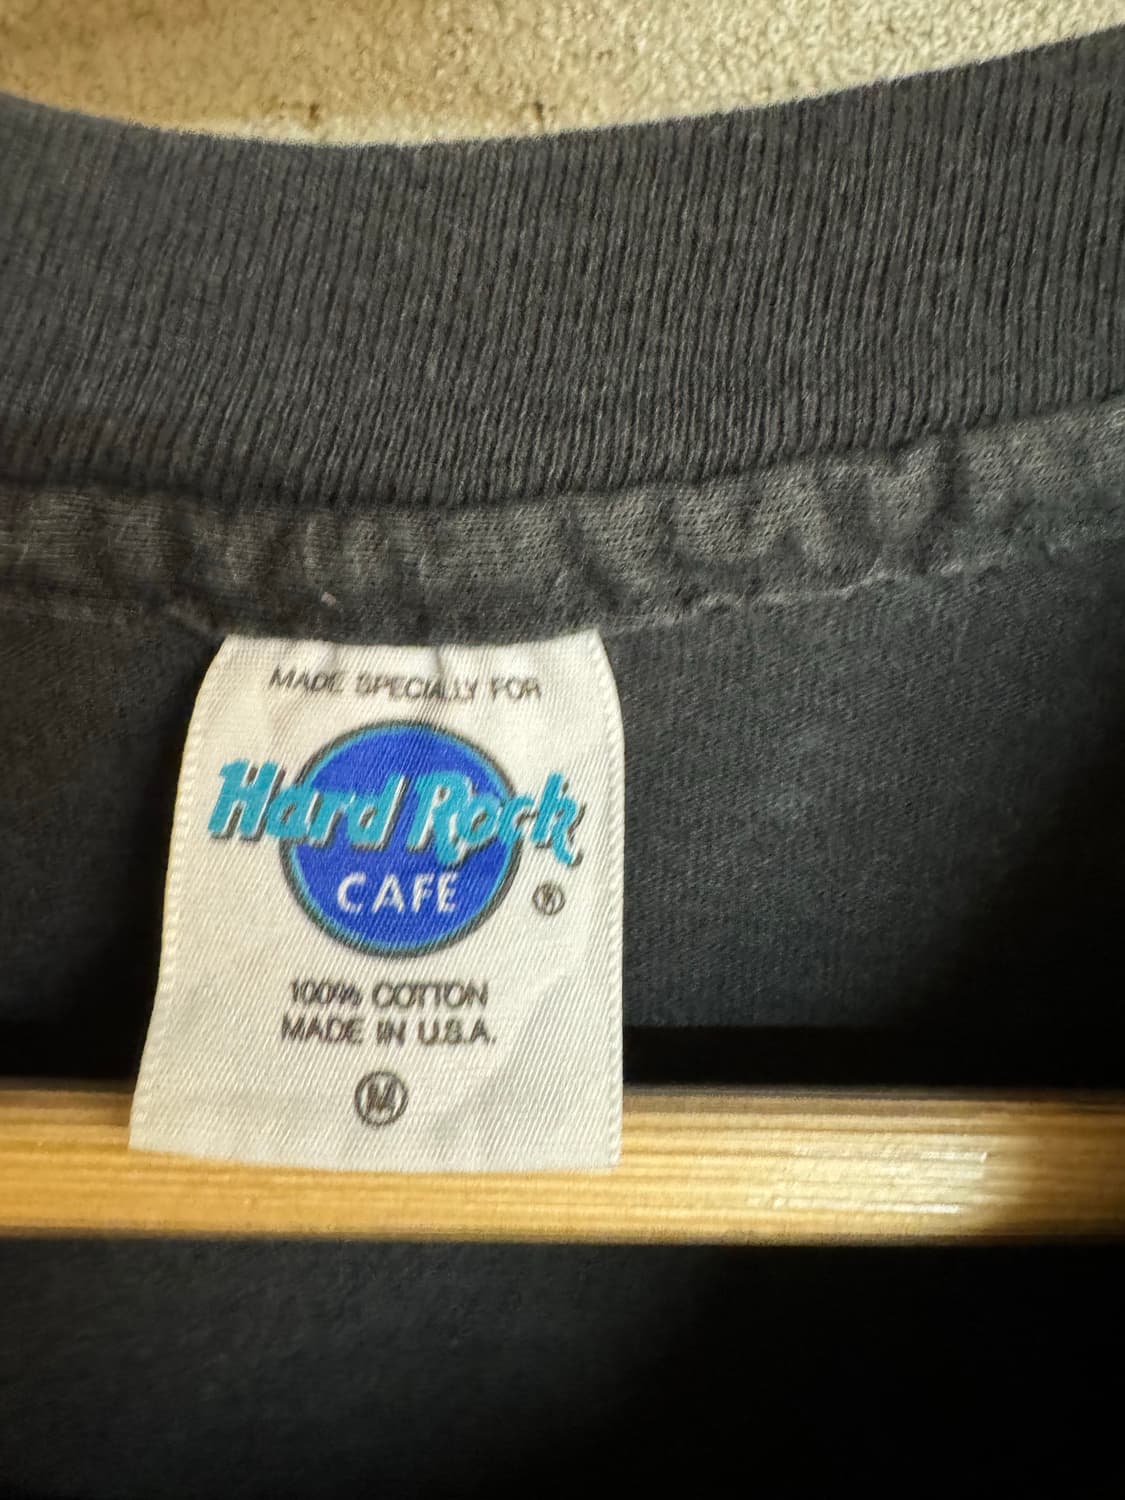 MADE SPECIALLY FOR
Hard Rock
CAFE
®
100% COTTON
MADE IN U.S.A.
M